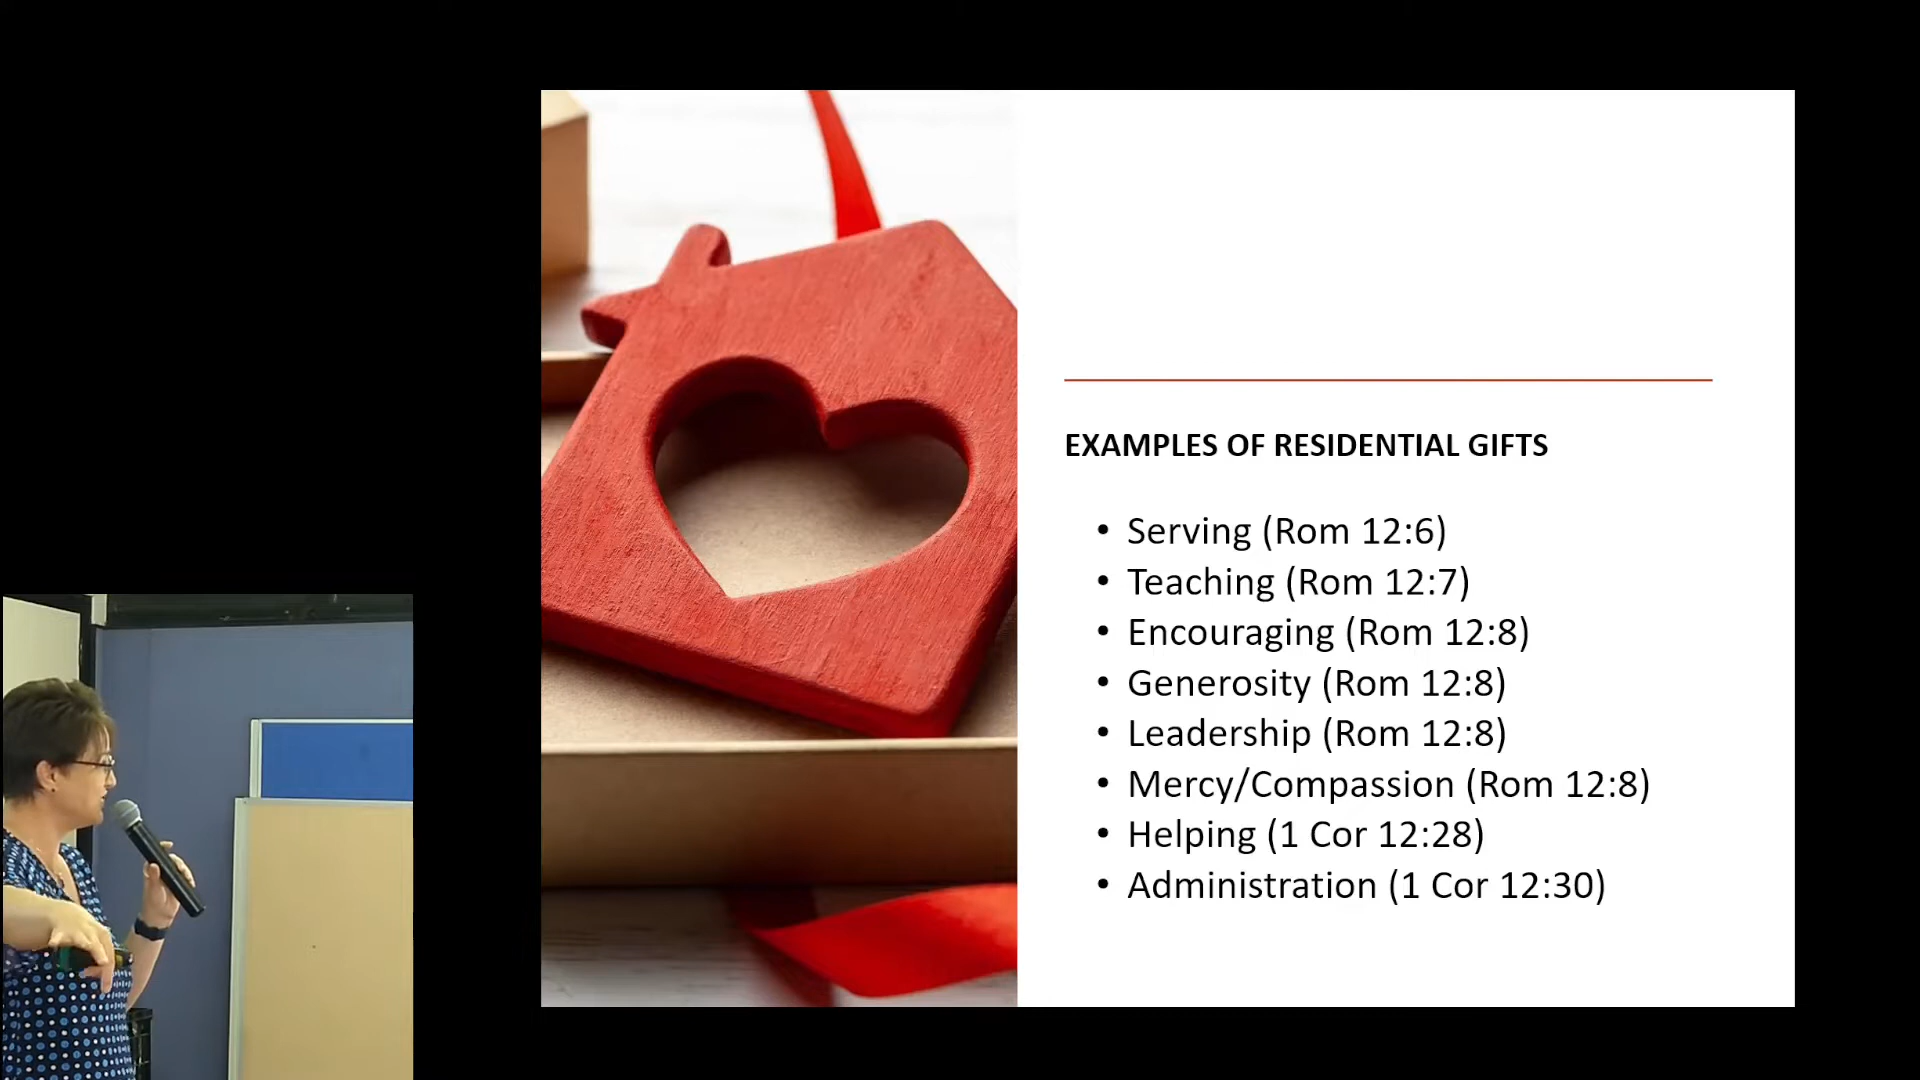 EXAMPLES OF RESIDENTIAL GIFTS
• Serving (Rom 12:6)
• Teaching (Rom 12:7)
• Encouraging (Rom 12:8)
• Generosity (Rom 12:8)
• Leadership (Rom 12:8)
• Mercy/Compassion (Rom 12:8)
• Helping (1 Cor 12:28)
• Administration (1 Cor 12:30)